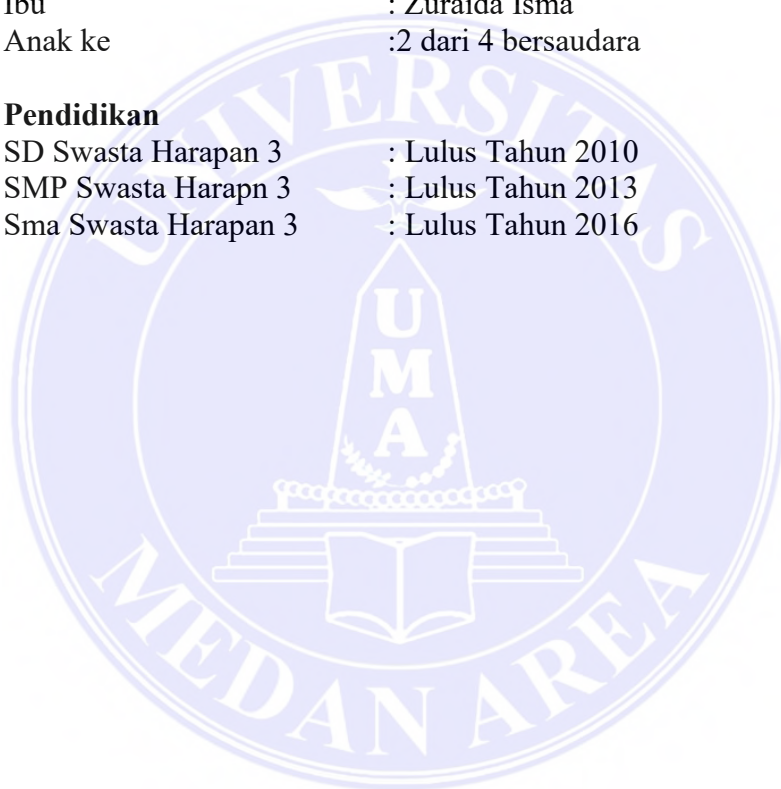 Ibu : Zuraida Isma
Anak ke :2 dari 4 bersaudara
Pendidikan
SD Swasta Harapan 3 : Lulus Tahun 2010
SMP Swasta Harapn 3 : Lulus Tahun 2013
Sma Swasta Harapan 3 : Lulus Tahun 2016
UNIVERSITAS
U
M
A
MEDAN AREA